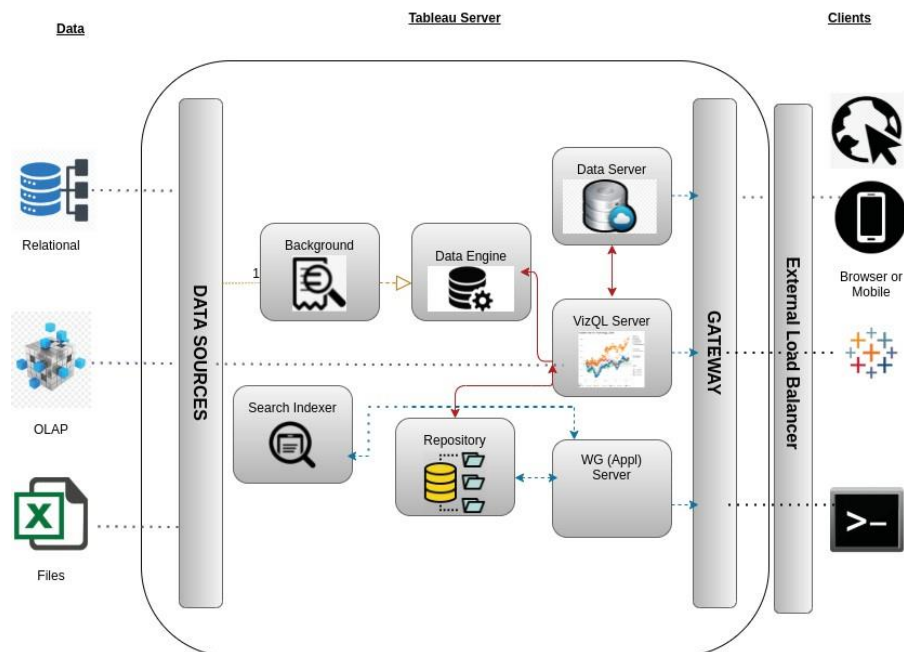 Data
Tableau Server
Clients
Relational
OLAP
Files
DATA SOURCES
1
Background
Data Engine
Data Server
VizQL Server
Search Indexer
Repository
WG (Appl)
Server
GATEWAY
External Load Balancer
Browser or
Mobile
X
>-